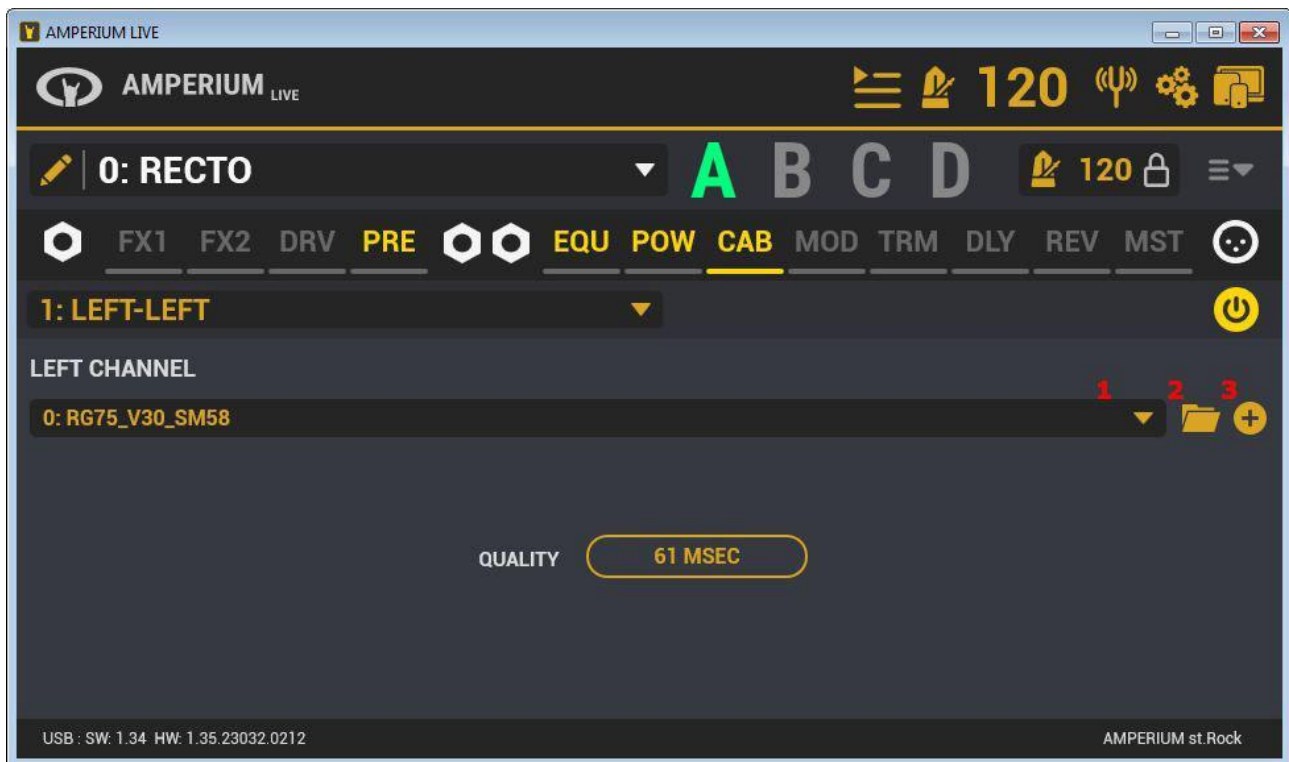 AMPERIUM LIVE
AMPERIUM LIVE 120
0: RECTO A B C D 120
FX1 FX2 DRV PRE EQU POW CAB MOD TRM DLY REV MST
1: LEFT-LEFT
LEFT CHANNEL
1 2 3
0: RG75_V30_SM58
QUALITY 61 MSEC
USB : SW: 1.34 HW: 1.35.23032.0212 AMPERIUM st.Rock